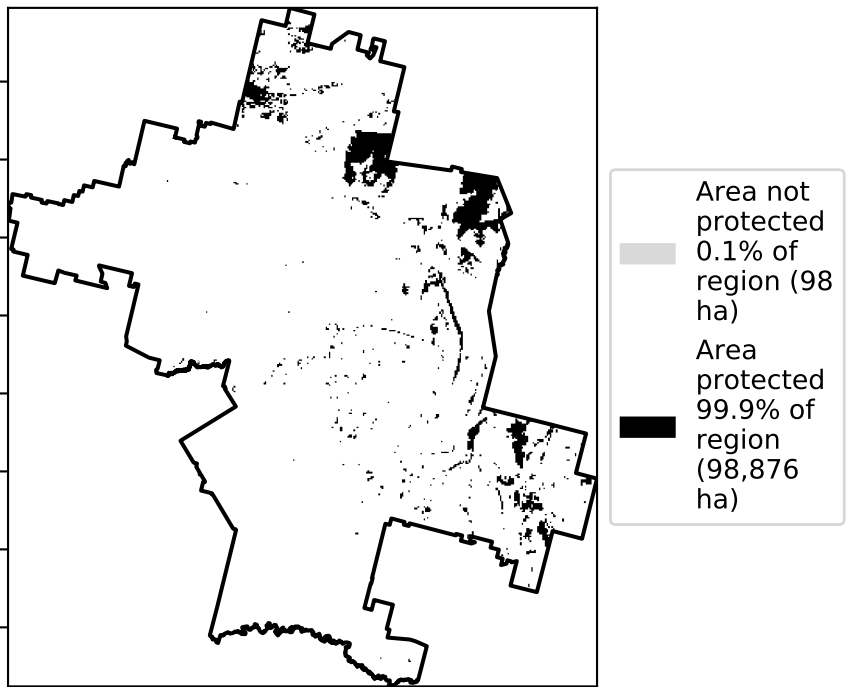 Area not
protected
0.1% of
region (98
ha)
Area
protected
99.9% of
region
(98,876
ha)